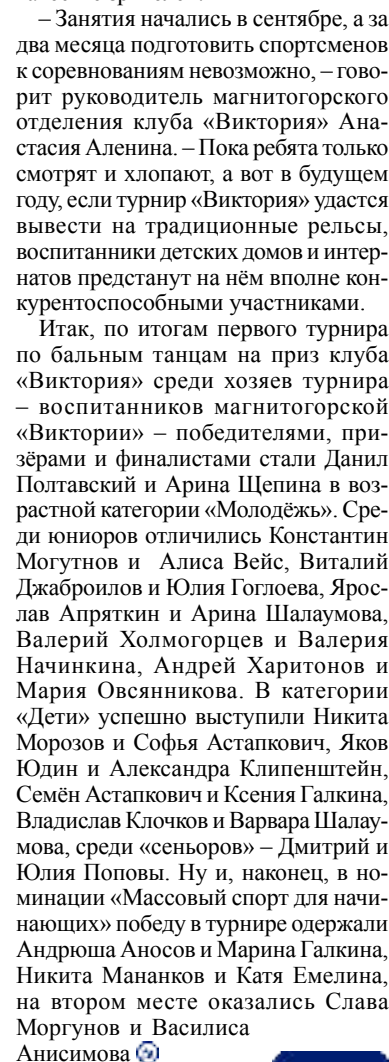 – Занятия начались в сентябре, а за
два месяца подготовить спортсменов
к соревнованиям невозможно, – гово-
рит руководитель магнитогорского
отделения клуба «Виктория» Ана-
стасия Аленина. – Пока ребята только
смотрят и хлопают, а вот в будущем
году, если турнир «Виктория» удастся
вывести на традиционные рельсы,
воспитанники детских домов и интер-
натов предстанут на нём вполне кон-
курентоспособными участниками.
Итак, по итогам первого турнира
по бальным танцам на приз клуба
«Виктория» среди хозяев турнира
– воспитанников магнитогорской
«Виктории» – победителями, при-
зёрами и финалистами стали Данил
Полтавский и Арина Щепина в воз-
растной категории «Молодёжь». Сре-
ди юниоров отличились Константин
Могутнов и Алиса Вейс, Виталий
Джаброилов и Юлия Гоглоева, Ярос-
лав Апряткин и Арина Шалаумова,
Валерий Холмогорцев и Валерия
Начинкина, Андрей Харитонов и
Мария Овсянникова. В категории
«Дети» успешно выступили Никита
Морозов и Софья Астапкович, Яков
Юдин и Александра Клипенштейн,
Семён Астапкович и Ксения Галкина,
Владислав Клочков и Варвара Шалау-
мова, среди «сеньоров» – Дмитрий и
Юлия Поповы. Ну и, наконец, в но-
минации «Массовый спорт для начи-
нающих» победу в турнире одержали
Андрюша Аносов и Марина Галкина,
Никита Мананков и Катя Емелина,
на втором месте оказались Слава
Моргунов и Василиса
Анисимова